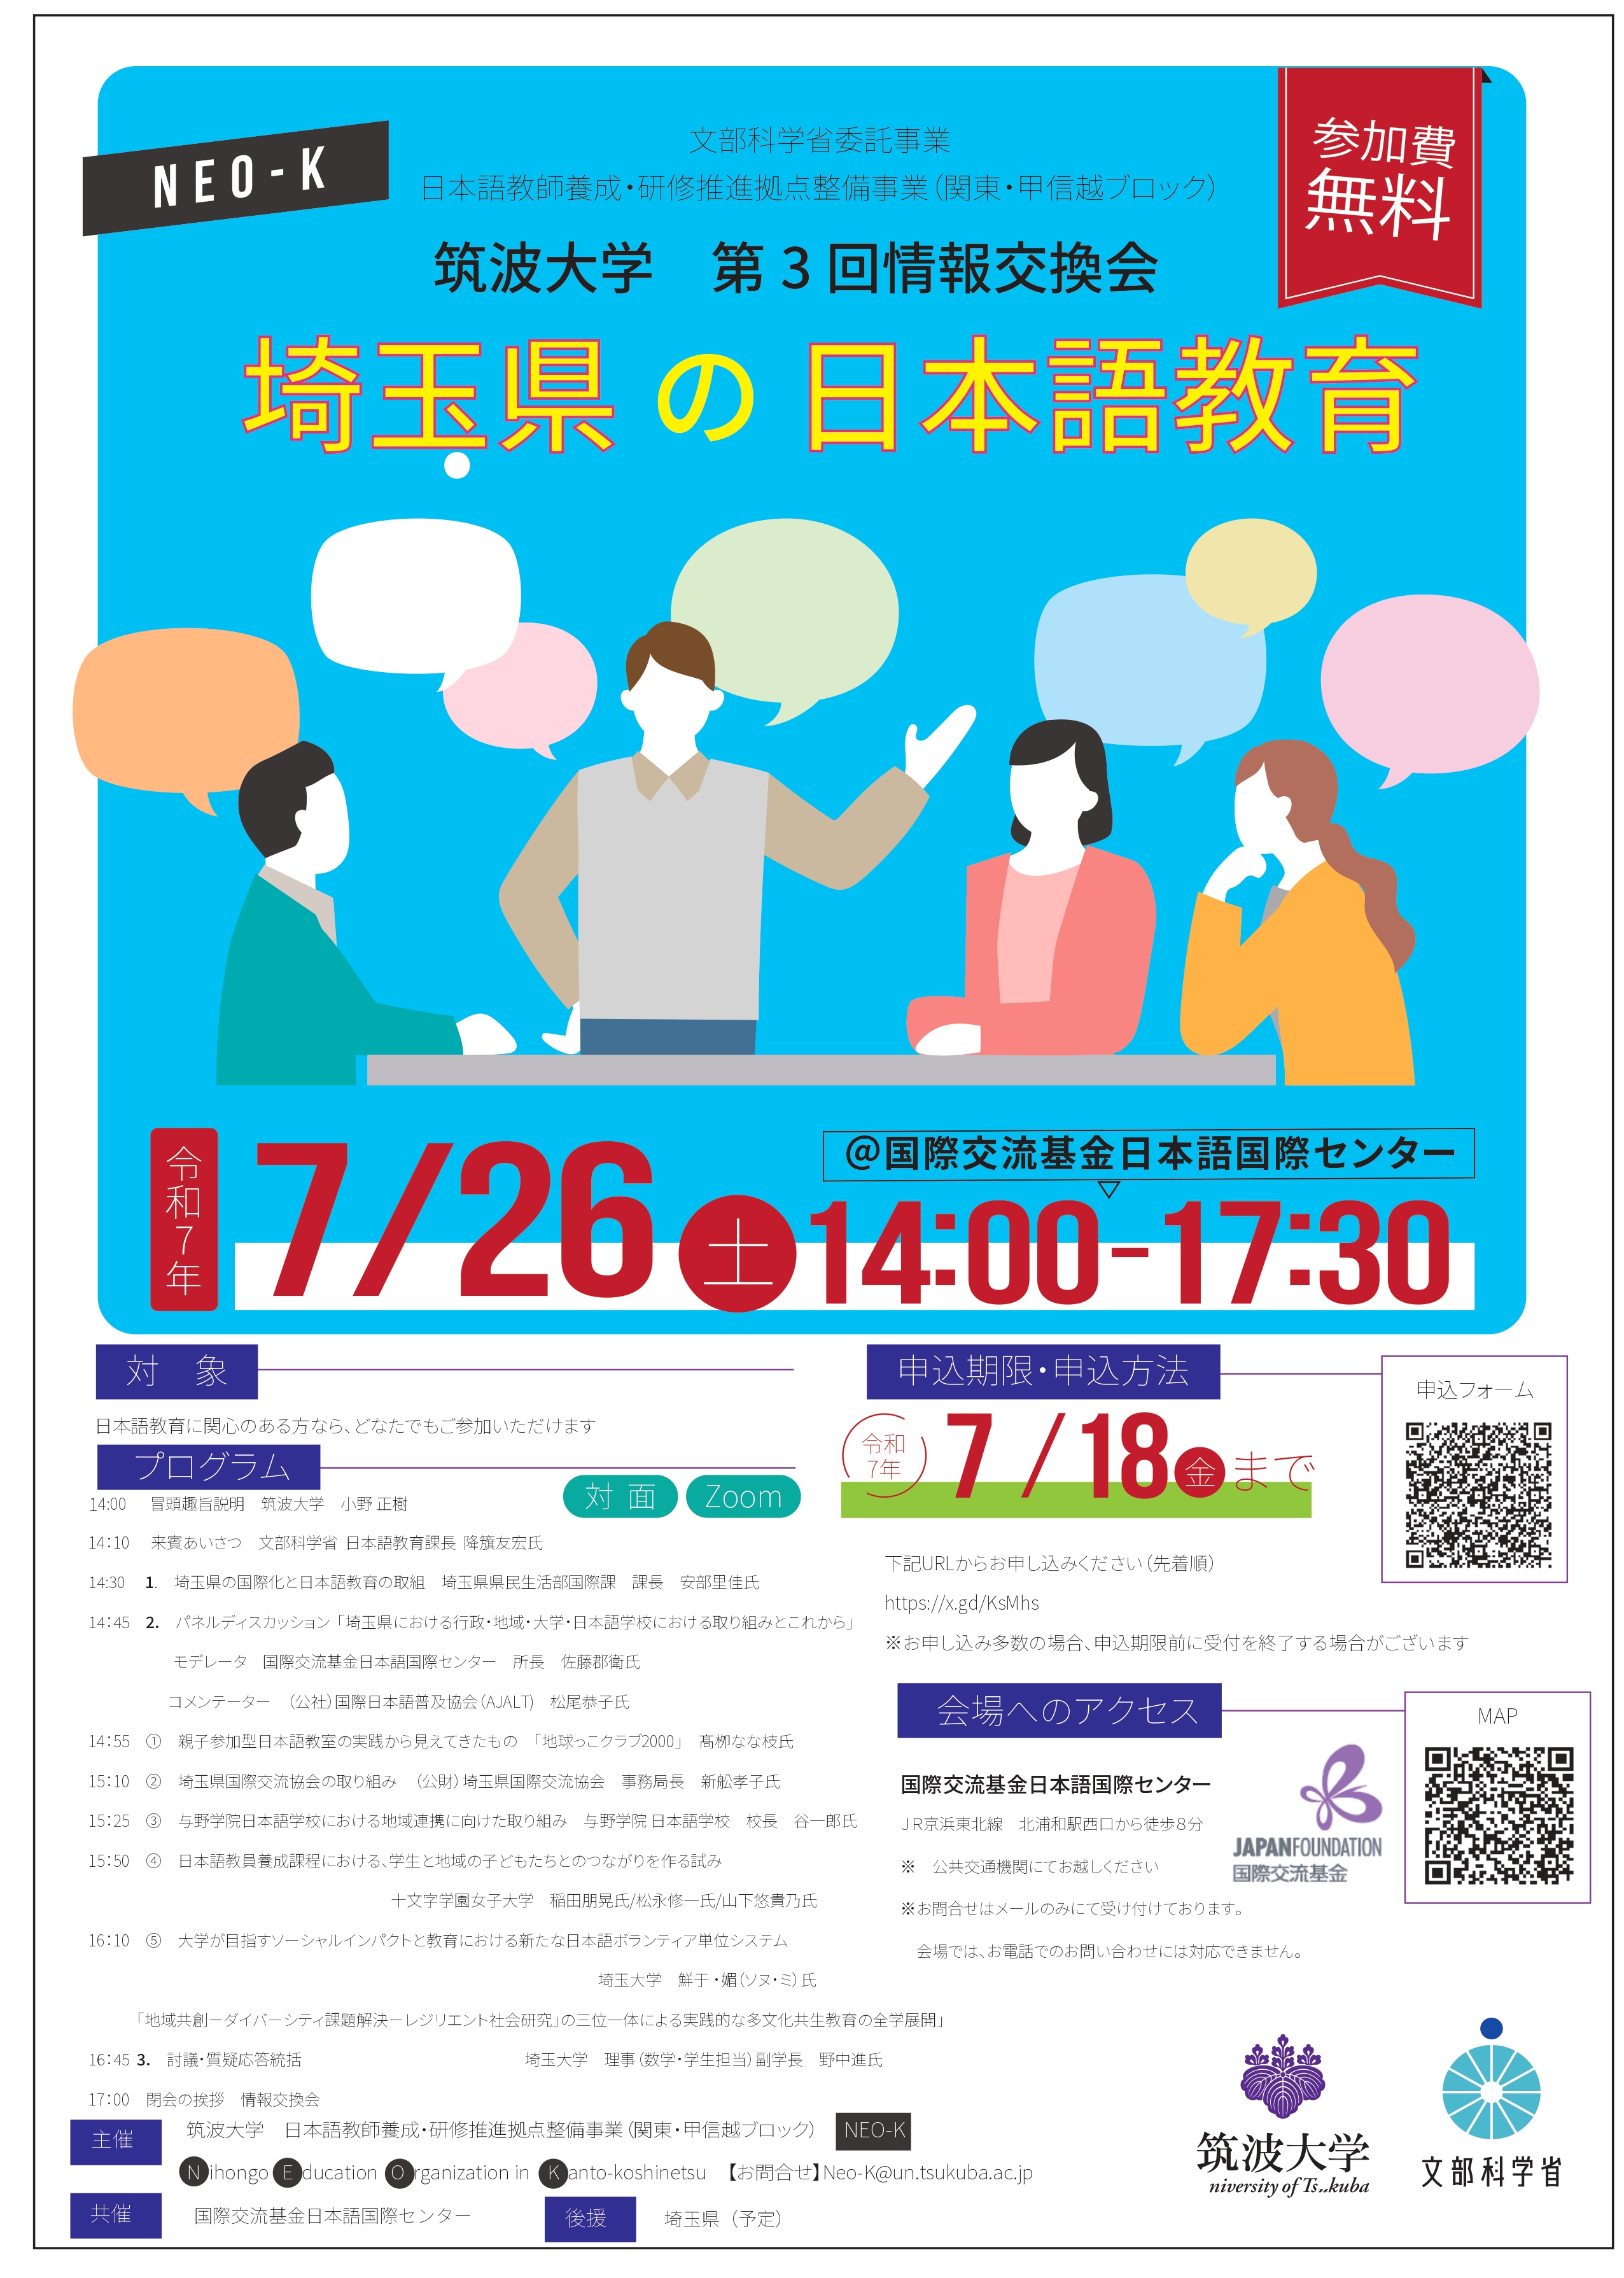 NEO-K
文部科学省委託事業
日本語教師養成・研修推進拠点整備事業（関東・甲信越ブロック）
参加費
無料
筑波大学　第3回情報交換会
埼玉県の日本語教育
令和7年
7/26 土 14:00-17:30
@国際交流基金日本語国際センター
対　象
日本語教育に関心のある方なら、どなたでもご参加いただけます
プログラム
対面 Zoom
14:00　冒頭趣旨説明　筑波大学　小野 正樹
14:10　来賓あいさつ　文部科学省 日本語教育課長 降籏友宏氏
14:30　1.　埼玉県の国際化と日本語教育の取組　埼玉県県民生活部国際課　課長　安部里佳氏
14:45　2.　パネルディスカッション「埼玉県における行政・地域・大学・日本語学校における取り組みとこれから」
モデレータ　国際交流基金日本語国際センター　所長　佐藤郡衛氏
コメンテーター　（公社）国際日本語普及協会（AJALT)　松尾恭子氏
14:55　①　親子参加型日本語教室の実践から見えてきたもの　「地球っこクラブ2000」　髙栁なな枝氏
15:10　②　埼玉県国際交流協会の取り組み　（公財）埼玉県国際交流協会　事務局長　新舩孝子氏
15:25　③　与野学院日本語学校における地域連携に向けた取り組み　与野学院 日本語学校　校長　谷一郎氏
15:50　④　日本語教員養成課程における、学生と地域の子どもたちとのつながりを作る試み
十文字学園女子大学　稲田朋晃氏/松永修一氏/山下悠貴乃氏
16:10　⑤　大学が目指すソーシャルインパクトと教育における新たな日本語ボランティア単位システム
埼玉大学　鮮于・媚（ソヌ・ミ）氏
「地域共創ーダイバーシティ課題解決ーレジリエント社会研究」の三位一体による実践的な多文化共生教育の全学展開」
16:45 3.　討議・質疑応答統括　埼玉大学　理事（数学・学生担当）副学長　野中進氏
17:00　閉会の挨拶　情報交換会
申込期限・申込方法
令和
7年
7/18 金 まで
申込フォーム
下記URLからお申し込みください（先着順）
https://x.gd/KsMhs
※お申し込み多数の場合、申込期限前に受付を終了する場合がございます
会場へのアクセス
MAP
国際交流基金日本語国際センター
ＪＲ京浜東北線　北浦和駅西口から徒歩８分
※　公共交通機関にてお越しください
※お問合せはメールのみにて受け付けております。
会場では、お電話でのお問い合わせには対応できません。
JAPANFOUNDATION
国際交流基金
主催
筑波大学　日本語教師養成・研修推進拠点整備事業（関東・甲信越ブロック） NEO-K
Nihongo Education Organization in Kanto-koshinetsu　【お問合せ】Neo-K@un.tsukuba.ac.jp
共催
国際交流基金日本語国際センター
後援
埼玉県（予定）
筑波大学
niversity of Ts..kuba
文部科学省